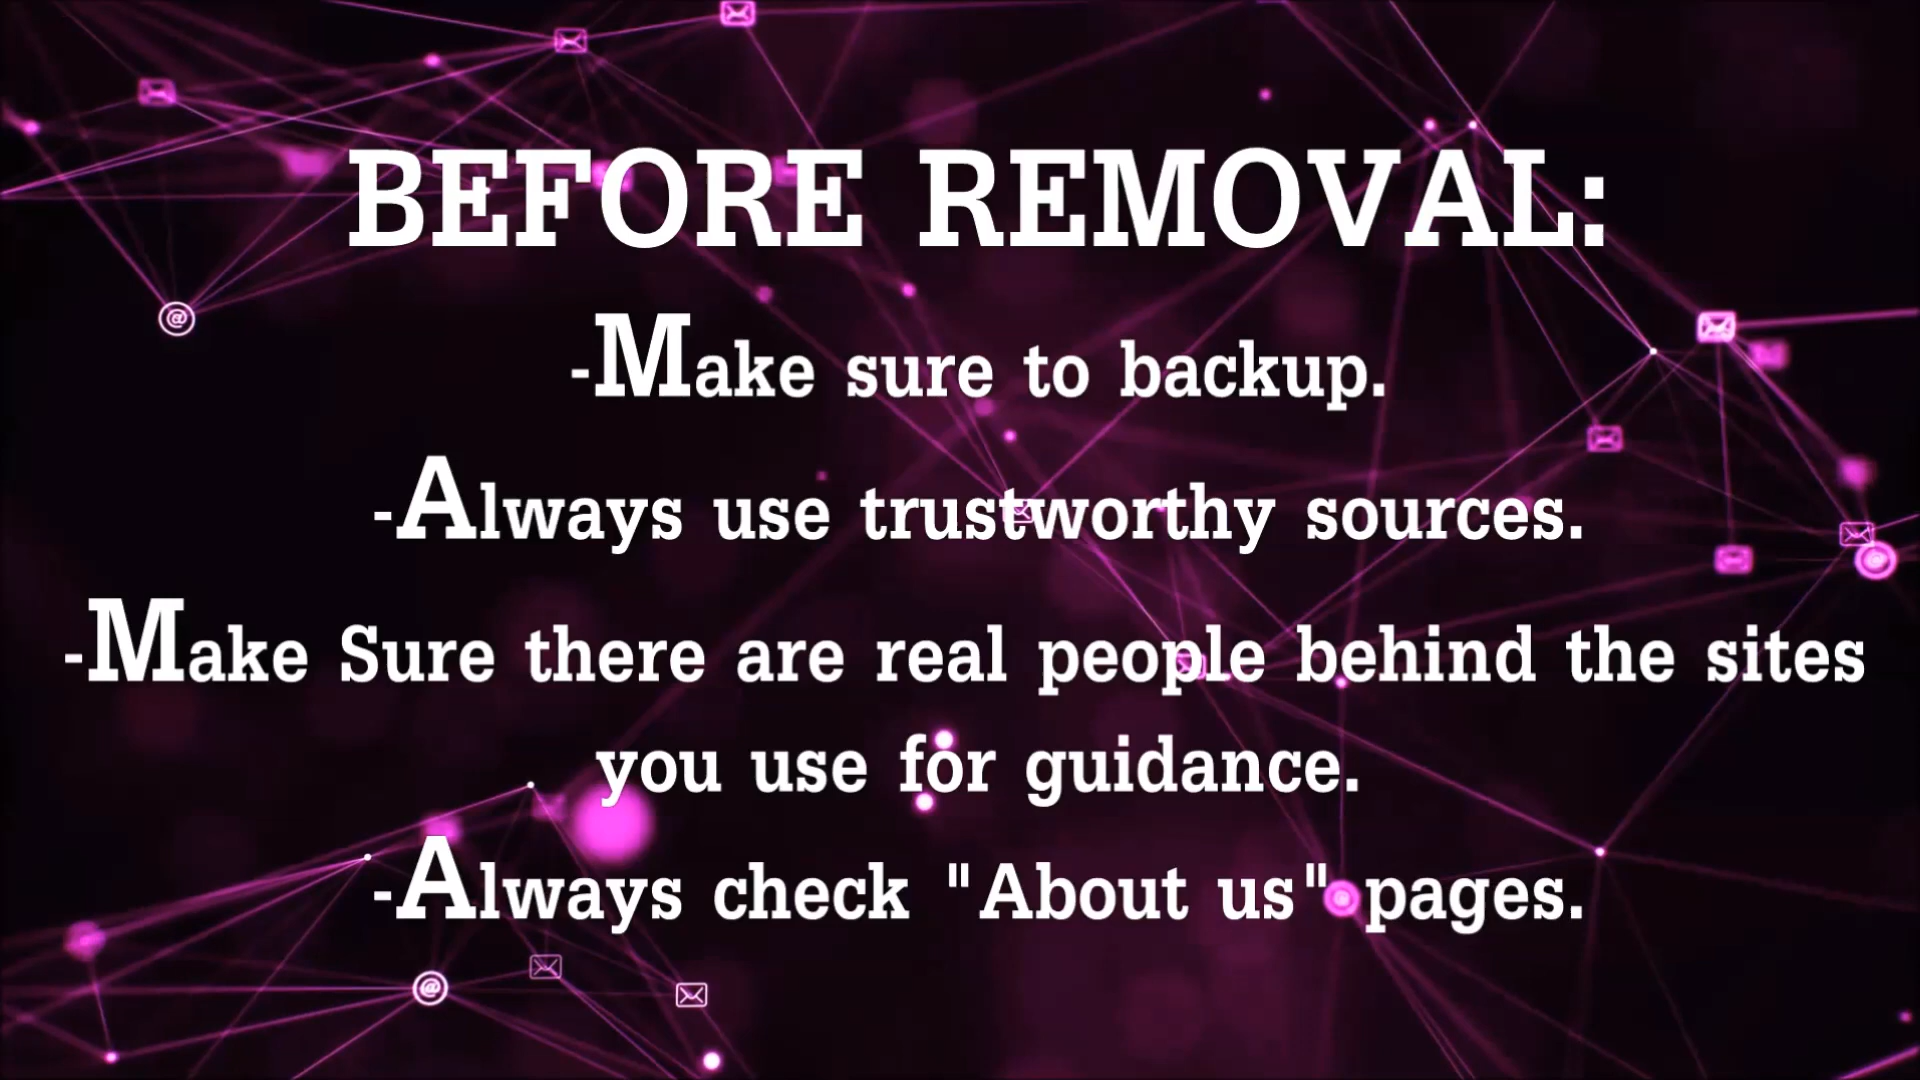 BEFORE REMOVAL:
-Make sure to backup.
-Always use trustworthy sources.
-Make Sure there are real people behind the sites
you use for guidance.
-Always check "About us" pages.